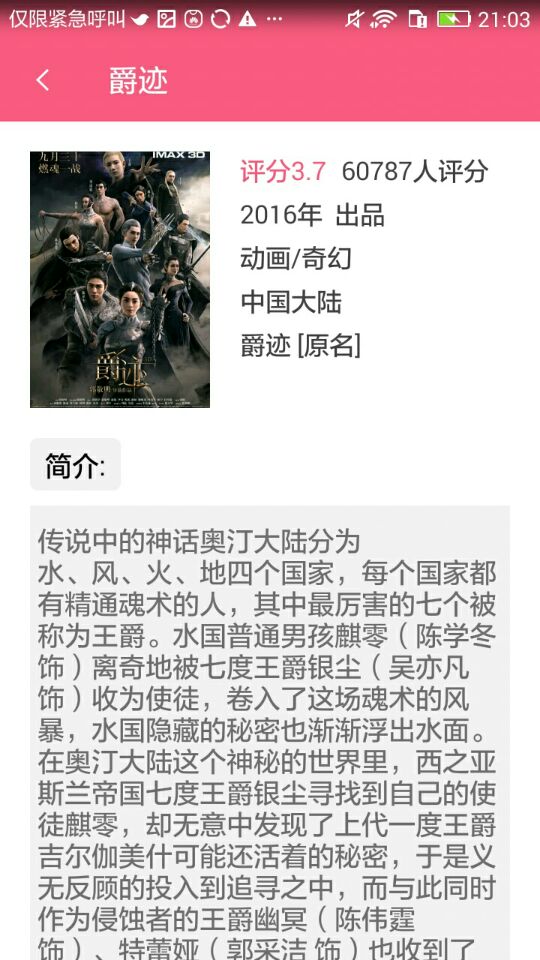 仅限紧急呼叫
21:03
爵迹
九月三十
燃魂一战
IMAX 3D
爵迹
评分3.7 60787人评分
2016年 出品
动画/奇幻
中国大陆
爵迹 [原名]
简介:
传说中的神话奥汀大陆分为
水、风、火、地四个国家，每个国家都
有精通魂术的人，其中最厉害的七个被
称为王爵。水国普通男孩麒零（陈学冬
饰）离奇地被七度王爵银尘（吴亦凡
饰）收为使徒，卷入了这场魂术的风
暴，水国隐藏的秘密也渐渐浮出水面。
在奥汀大陆这个神秘的世界里，西之亚
斯兰帝国七度王爵银尘寻找到自己的使
徒麒零，却无意中发现了上代一度王爵
吉尔伽美什可能还活着的秘密，于是义
无反顾的投入到追寻之中，而与此同时
作为侵蚀者的王爵幽冥（陈伟霆
饰）、特蕾娅（郭采洁 饰）也收到了